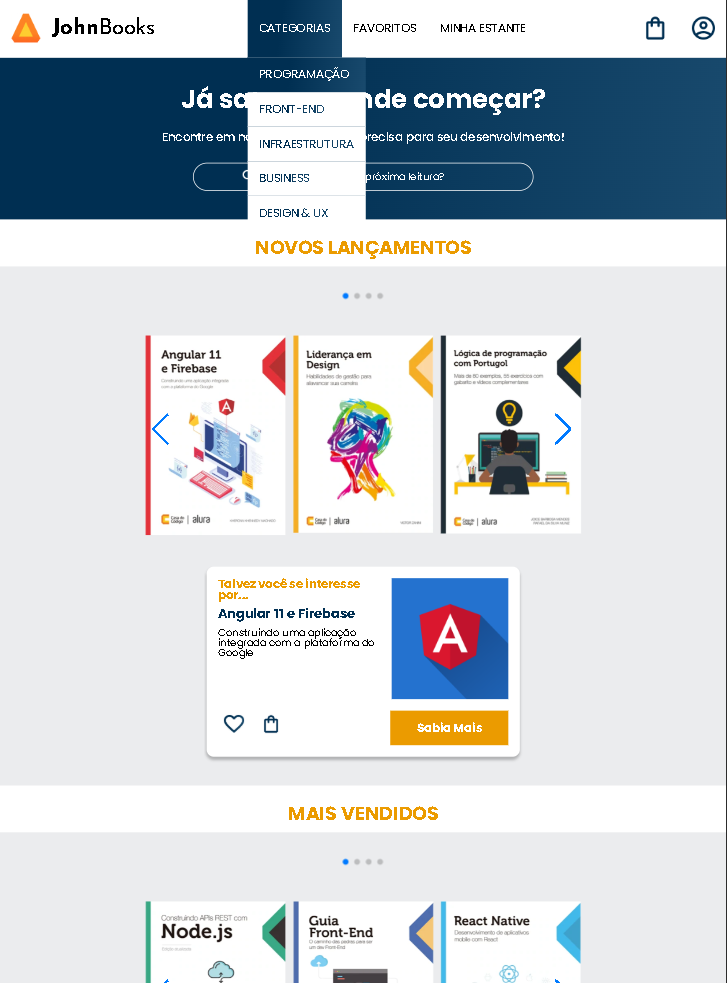 JohnBooks
CATEGORIAS
FAVORITOS
MINHA ESTANTE
PROGRAMAÇÃO
FRONT-END
INFRAESTRUTURA
BUSINESS
DESIGN & UX
Já sa nde começar?
Encontre em n recisa para seu desenvolvimento!
próxima leitura?
NOVOS LANÇAMENTOS
Angular 11
e Firebase
Construindo uma aplicação integrada
com a plataforma do Google
Casa do Código | alura
Liderança em
Design
Habilidades de gestão para
alavancar sua carreira
Casa do Código | alura
Lógica de programação
com Portugol
Mais de 80 exemplos, 55 exercícios com
gabarito e vídeos complementares
Casa do Código | alura
Talvez você se interesse
por...
Angular 11 e Firebase
Construindo uma aplicação
integrada com a plataforma do
Google
A
Sabia Mais
MAIS VENDIDOS
Construindo APIs REST com
Node.js
Guia
Front-End
O caminho das pedras para ser
um dev Front-End
React Native
Desenvolvimento de aplicativos
mobile com React